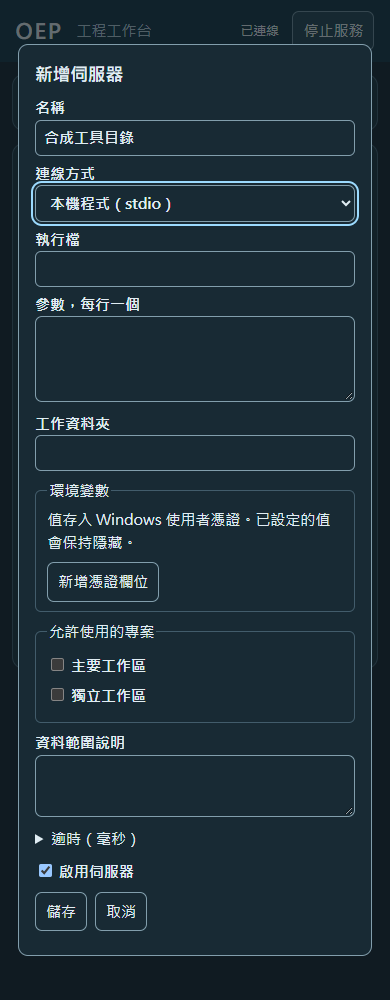 OEP 工程工作台 已連線 停止服務
新增伺服器
名稱
合成工具目錄
連線方式
本機程式（stdio）
執行檔
參數，每行一個
工作資料夾
環境變數
值存入 Windows 使用者憑證。已設定的值
會保持隱藏。
新增憑證欄位
允許使用的專案
主要工作區
獨立工作區
資料範圍說明
逾時（毫秒）
啟用伺服器
儲存 取消